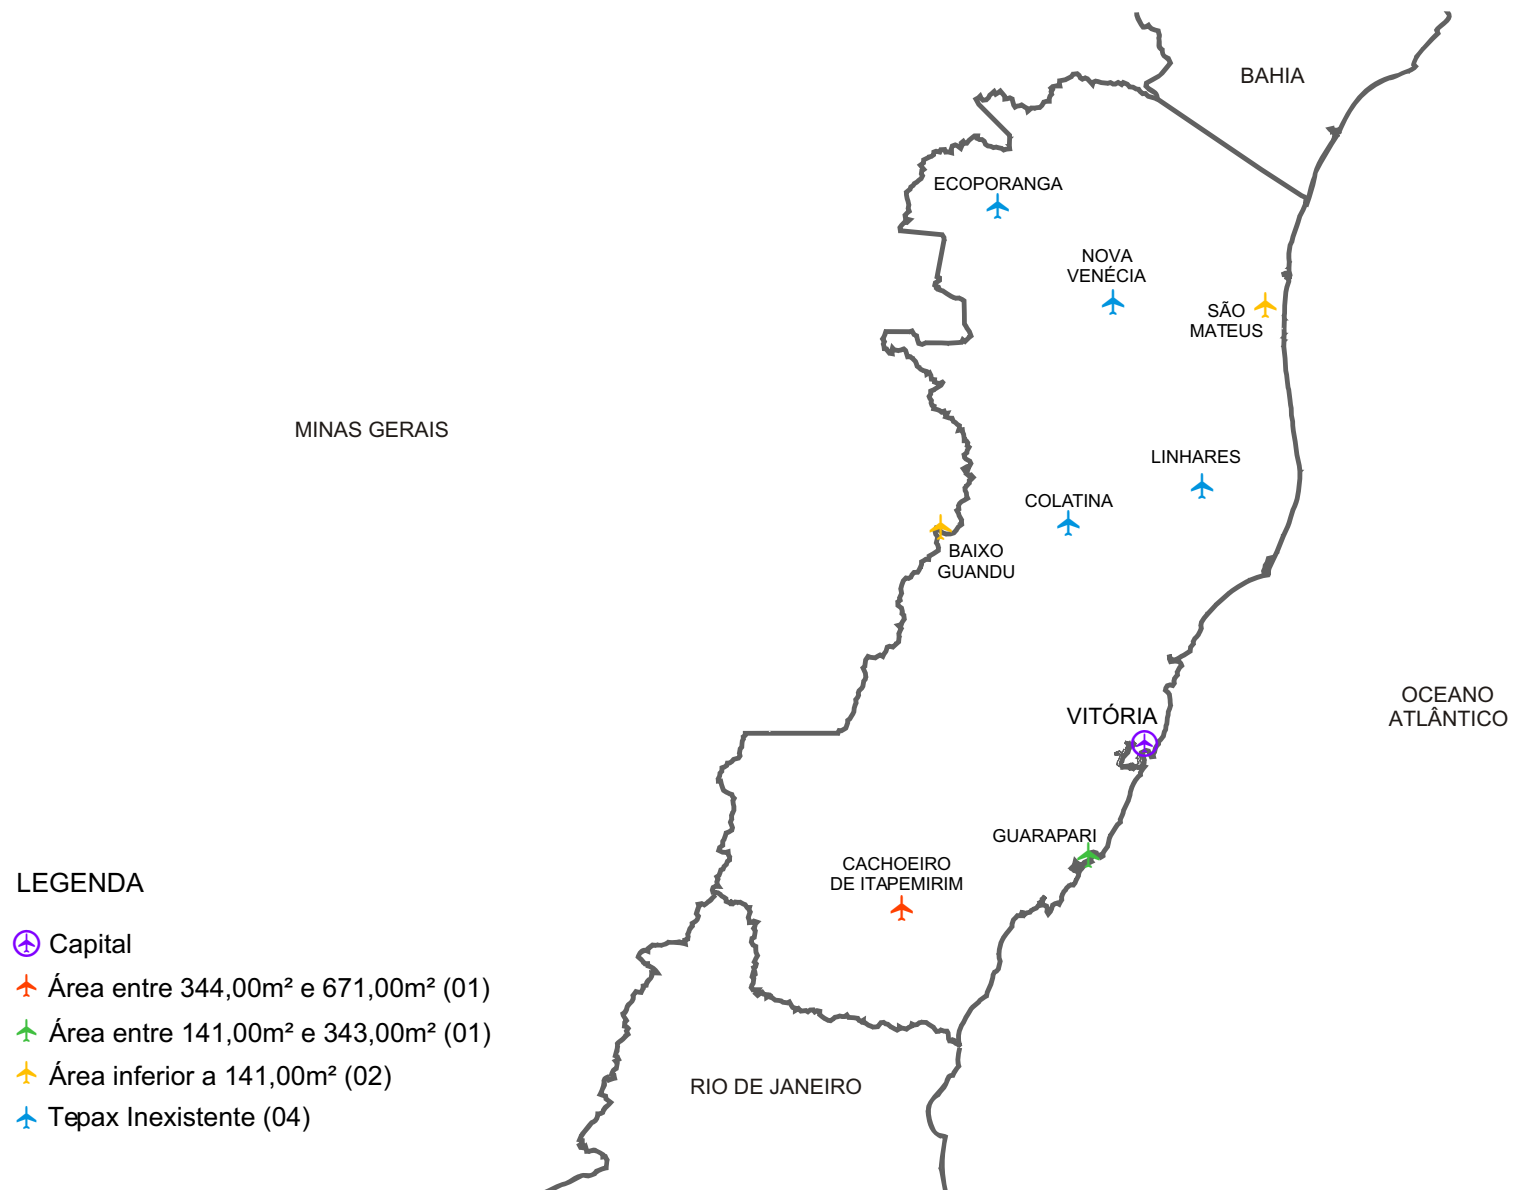 BAHIA
ECOPORANGA
NOVA
VENÉCIA
SÃO
MATEUS
MINAS GERAIS
LINHARES
COLATINA
BAIXO
GUANDU
OCEANO
ATLÂNTICO
VITÓRIA
GUARAPARI
CACHOEIRO
DE ITAPEMIRIM
RIO DE JANEIRO
LEGENDA
Capital
Área entre 344,00m² e 671,00m² (01)
Área entre 141,00m² e 343,00m² (01)
Área inferior a 141,00m² (02)
Tepax Inexistente (04)